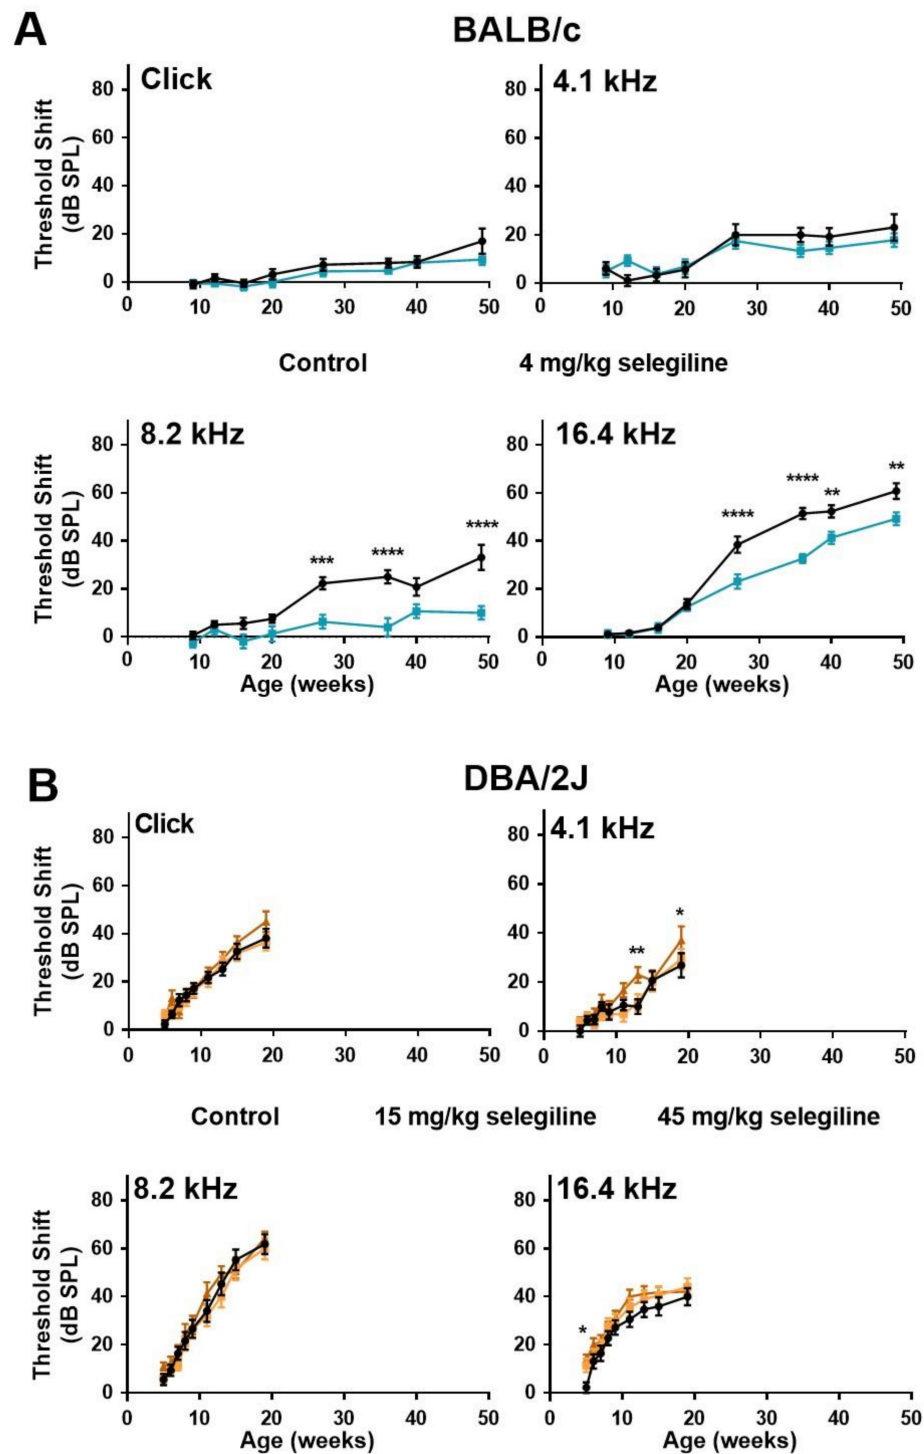 A
BALB/c
Click
4.1 kHz
Threshold Shift
(dB SPL)
80
60
40
20
0
0 10 20 30 40 50
80
60
40
20
0
0 10 20 30 40 50
Control
4 mg/kg selegiline
8.2 kHz
16.4 kHz
Threshold Shift
(dB SPL)
80
60
40
20
0
*** **** ****
0 10 20 30 40 50
Age (weeks)
80
60
40
20
0
**** **** ** **
0 10 20 30 40 50
Age (weeks)
B
DBA/2J
Click
4.1 kHz
Threshold Shift
(dB SPL)
80
60
40
20
0
0 10 20 30 40 50
80
60
40
20
0
** *
0 10 20 30 40 50
Control
15 mg/kg selegiline
45 mg/kg selegiline
8.2 kHz
16.4 kHz
Threshold Shift
(dB SPL)
80
60
40
20
0
0 10 20 30 40 50
Age (weeks)
80
60
40
20
0
*
0 10 20 30 40 50
Age (weeks)